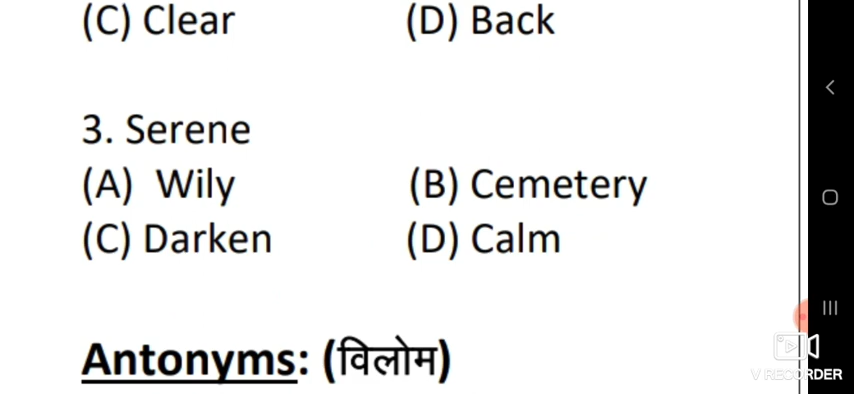 (C) Clear (D) Back
3. Serene
(A) Wily (B) Cemetery
(C) Darken (D) Calm
Antonyms: (विलोम)
V RECORDER